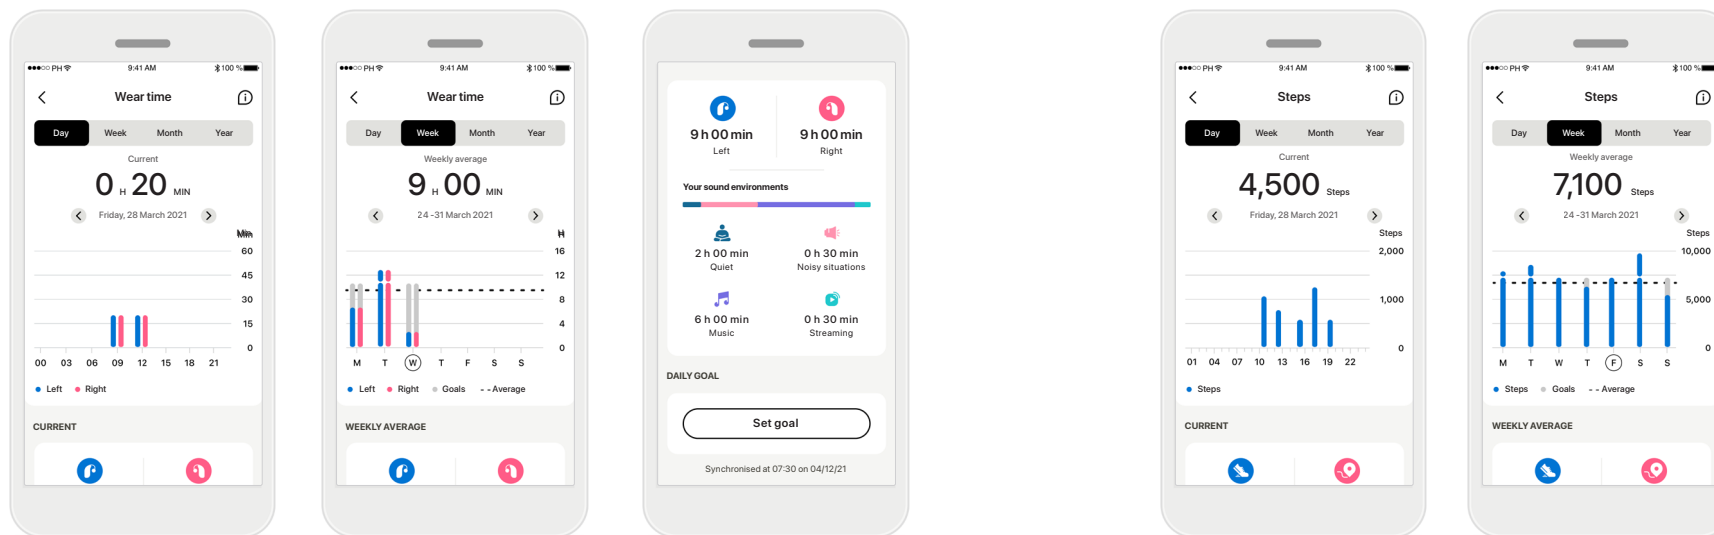 PH 9:41 AM 100 %
Wear time
Day Week Month Year
Current
0 H 20 MIN
Friday, 28 March 2021
Min
60
45
30
15
0
00 03 06 09 12 15 18 21
Left Right
CURRENT
PH 9:41 AM 100 %
Wear time
Day Week Month Year
Weekly average
9 H 00 MIN
24 -31 March 2021
H
16
12
8
4
0
M T W T F S S
Left Right Goals - - Average
WEEKLY AVERAGE
9 h 00 min 9 h 00 min
Left Right
Your sound environments
2 h 00 min 0 h 30 min
Quiet Noisy situations
6 h 00 min 0 h 30 min
Music Streaming
DAILY GOAL
Set goal
Synchronised at 07:30 on 04/12/21
PH 9:41 AM 100 %
Steps
Day Week Month Year
Current
4,500 Steps
Friday, 28 March 2021
Steps
2,000
1,000
0
01 04 07 10 13 16 19 22
Steps
CURRENT
PH 9:41 AM 100 %
Steps
Day Week Month Year
Weekly average
7,100 Steps
24 -31 March 2021
Steps
10,000
5,000
0
M T W T F S S
Steps Goals - - Average
WEEKLY AVERAGE